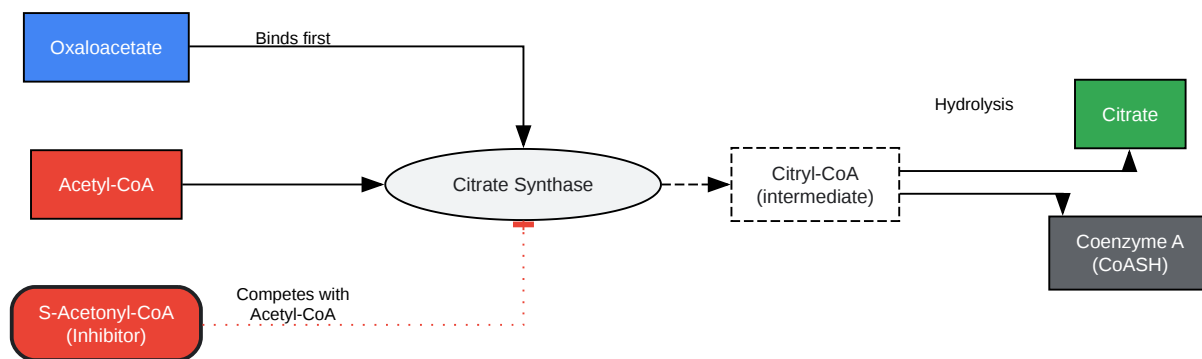 Oxaloacetate
Binds first
Hydrolysis
Citrate
Acetyl-CoA
Citrate Synthase
Citryl-CoA
(intermediate)
Coenzyme A
(CoASH)
S-Acetonyl-CoA
(Inhibitor)
Competes with
Acetyl-CoA